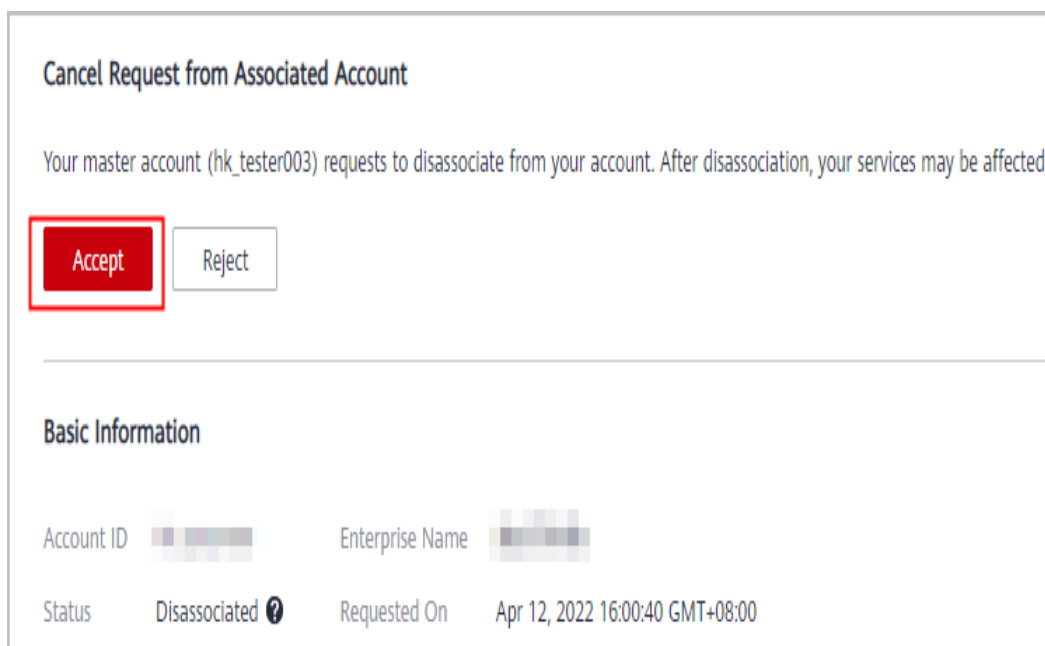 Cancel Request from Associated Account
Your master account (hk_tester003) requests to disassociate from your account. After disassociation, your services may be affected
Accept Reject
Basic Information
Account ID Enterprise Name
Status Disassociated Requested On Apr 12, 2022 16:00:40 GMT+08:00